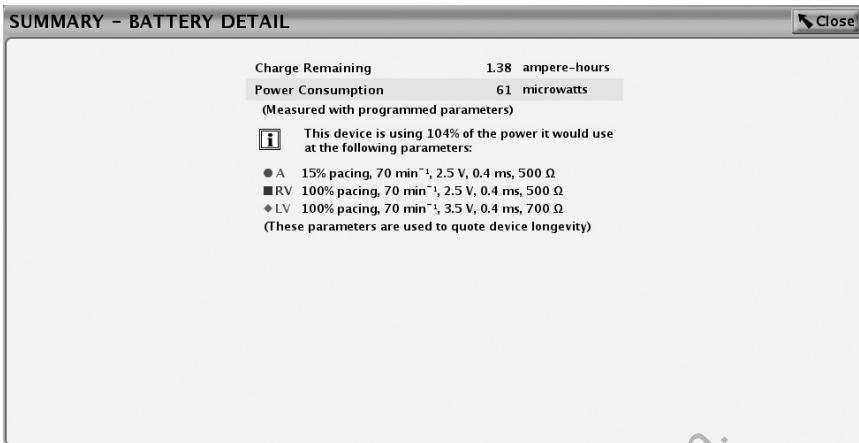 SUMMARY - BATTERY DETAIL
Close
Charge Remaining 1.38 ampere-hours
Power Consumption 61 microwatts
(Measured with programmed parameters)
i This device is using 104% of the power it would use
at the following parameters:
A 15% pacing, 70 min⁻¹, 2.5 V, 0.4 ms, 500 Ω
RV 100% pacing, 70 min⁻¹, 2.5 V, 0.4 ms, 500 Ω
LV 100% pacing, 70 min⁻¹, 3.5 V, 0.4 ms, 700 Ω
(These parameters are used to quote device longevity)